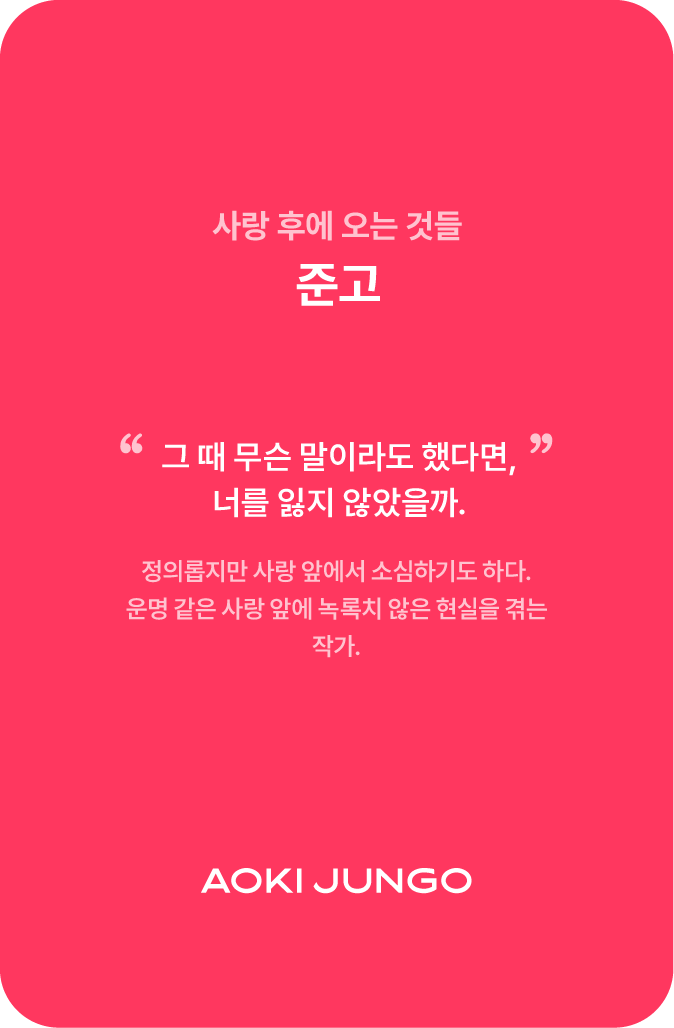 사랑 후에 오는 것들
준고
“ 그 때 무슨 말이라도 했다면, ”
너를 잃지 않았을까.
정의롭지만 사랑 앞에서 소심하기도 하다.
운명 같은 사랑 앞에 녹록치 않은 현실을 겪는
작가.
AOKI JUNGO